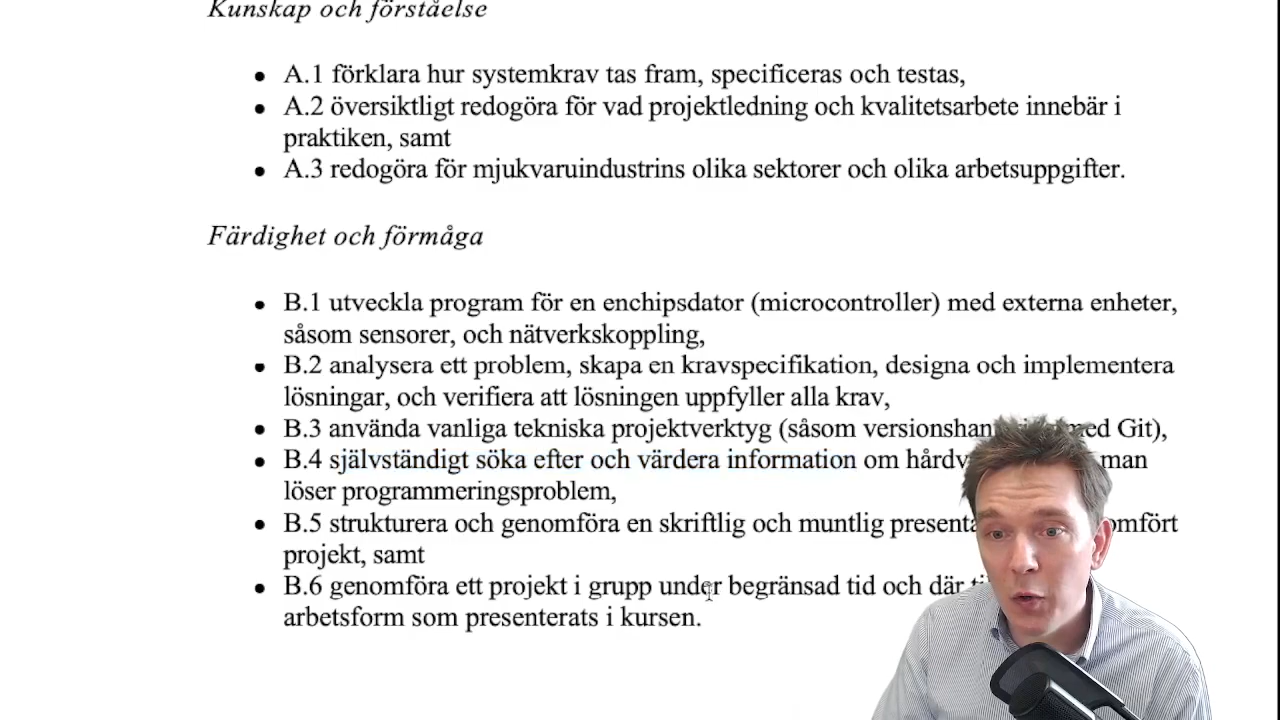 Kunskap och förståelse
A.1 förklara hur systemkrav tas fram, specificeras och testas,
A.2 översiktligt redogöra för vad projektledning och kvalitetsarbete innebär i
praktiken, samt
A.3 redogöra för mjukvaruindustrins olika sektorer och olika arbetsuppgifter.
Färdighet och förmåga
B.1 utveckla program för en enchipsdator (microcontroller) med externa enheter,
såsom sensorer, och nätverkskoppling,
B.2 analysera ett problem, skapa en kravspecifikation, designa och implementera
lösningar, och verifiera att lösningen uppfyller alla krav,
B.3 använda vanliga tekniska projektverktyg (såsom med Git),
B.4 självständigt söka efter och värdera information om man
löser programmeringsproblem,
B.5 strukturera och genomföra en skriftlig och muntlig
projekt, samt
B.6 genomföra ett projekt i grupp under begränsad tid och där
arbetsform som presenterats i kursen.